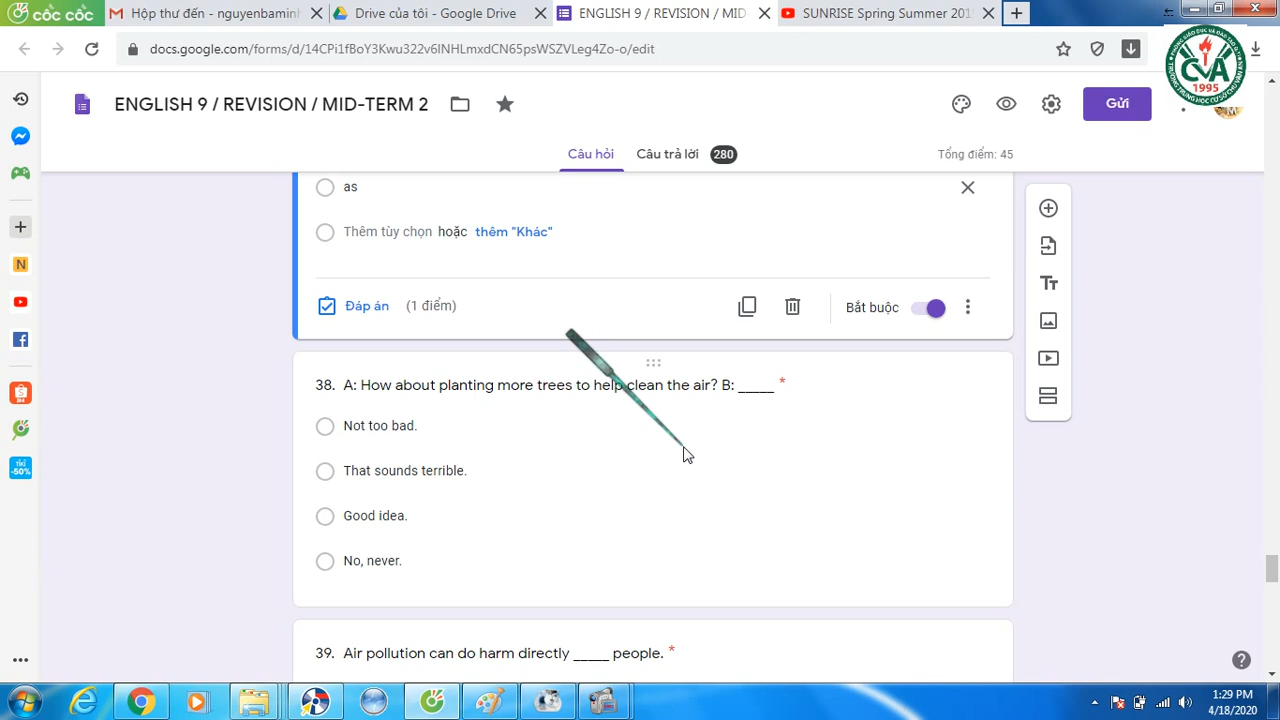 cốc cốc
Hộp thư đến - nguyenbaminh
Drive của tôi - Google Drive
ENGLISH 9 / REVISION / MID
SUNRISE Spring Summer 201
docs.google.com/forms/d/14CPi1fBoY3Kwu322t6INHLmxdCN65psWSZVLeg4Zo-o/edit
CVA
1995
ENGLISH 9 / REVISION / MID-TERM 2
Gửi
Câu hỏi
Câu trả lời 280
Tổng điểm: 45
as
Thêm tùy chọn hoặc thêm "Khác"
Đáp án (1 điểm)
Bắt buộc
38. A: How about planting more trees to help clean the air? B: _____ *
Not too bad.
That sounds terrible.
Good idea.
No, never.
39. Air pollution can do harm directly _____ people. *
N
TIKI
-50%
1:29 PM
4/18/2020